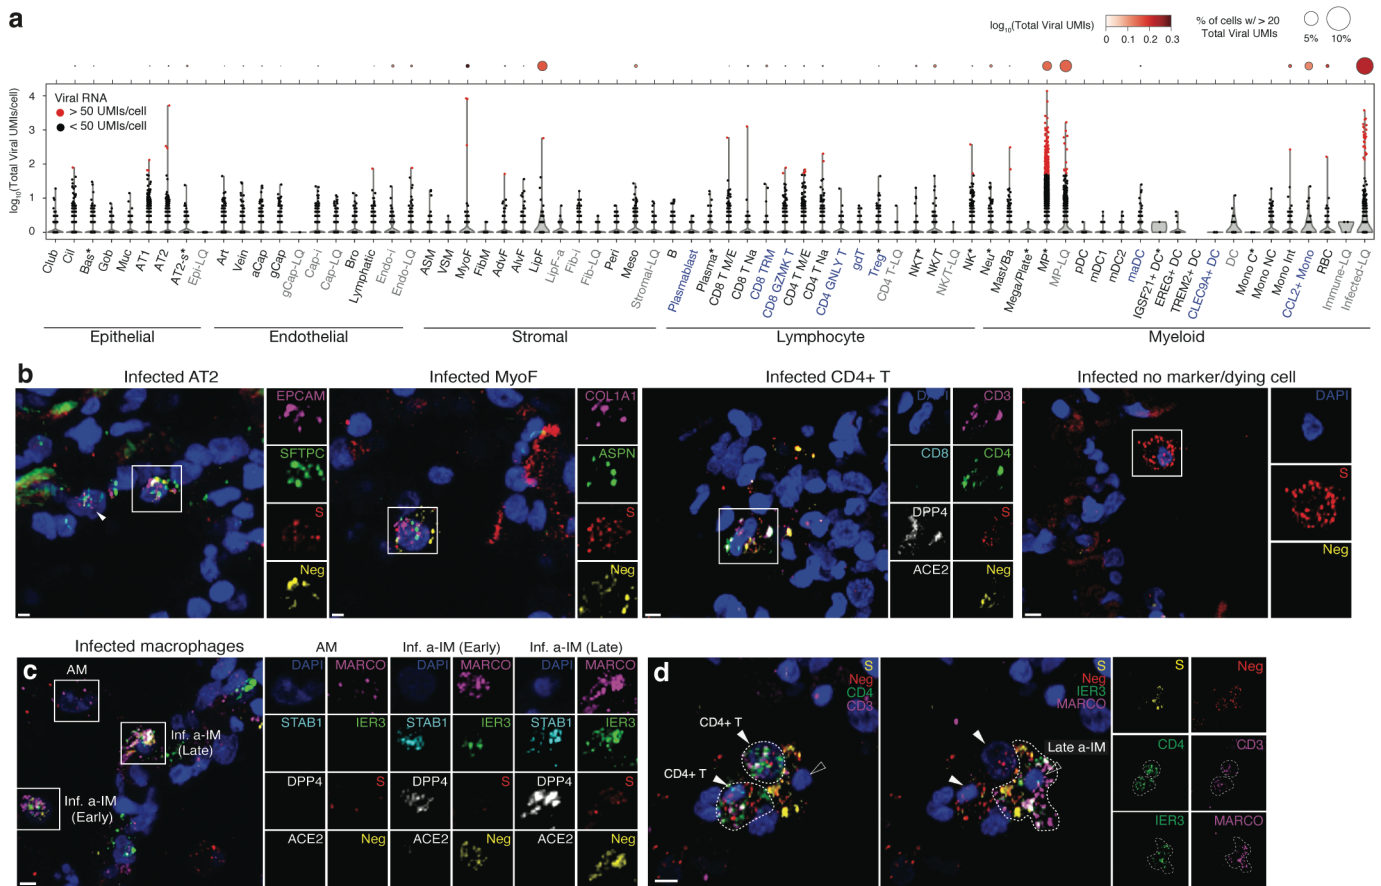 a
log10(Total Viral UMIs)
0 0.1 0.2 0.3
% of cells w/ > 20
Total Viral UMIs
5% 10%
log10(Total Viral UMIs/cell)
4
3
2
1
0
Viral RNA
> 50 UMIs/cell
< 50 UMIs/cell
Club
Cil
Bas*
Gob
Muc
AT1
AT2
AT2-s*
Epi-LQ
Art
Vein
aCap
gCap
gCap-LQ
Cap-i
Cap-LQ
Bro
Lymphatic
Endo-i
Endo-LQ
ASM
VSM
MyoF
FibM
AdvF
AlvF
LipF
LipF-a
Fib-i
Fib-LQ
Peri
Meso
Stromal-LQ
B
Plasmablast
Plasma*
CD8 T M/E
CD8 T Na
CD8 TRM
CD8 GZMK T
CD4 T M/E
CD4 T Na
CD4 GNLY T
gdT
Treg*
CD4 T-LQ
NKT*
NK/T
NK/T-LQ
NK*
Neu*
Mast/Ba
Mega/Plate*
MP*
MP-LQ
pDC
mDC1
mDC2
maDC
IGSF21+ DC*
EREG+ DC
TREM2+ DC
CLEC9A+ DC
DC
Mono C*
Mono NC
Mono Int
CCL2+ Mono
RBC
Immune-LQ
Infected-LQ
Epithelial Endothelial Stromal Lymphocyte Myeloid
b
Infected AT2
EPCAM
SFTPC
S
Neg
Infected MyoF
COL1A1
ASPN
S
Neg
Infected CD4+ T
DAPI CD3
CD8 CD4
DPP4 S
ACE2 Neg
Infected no marker/dying cell
DAPI
S
Neg
c
Infected macrophages
AM
Inf. a-IM
(Late)
Inf. a-IM
(Early)
AM Inf. a-IM (Early) Inf. a-IM (Late)
DAPI MARCO DAPI MARCO DAPI MARCO
STAB1 IER3 STAB1 IER3 STAB1 IER3
DPP4 S DPP4 S DPP4 S
ACE2 Neg ACE2 Neg ACE2 Neg
d
S
Neg
CD4
CD3
CD4+ T
CD4+ T
S
Neg
IER3
MARCO
Late a-IM
S Neg
CD4 CD3
IER3 MARCO